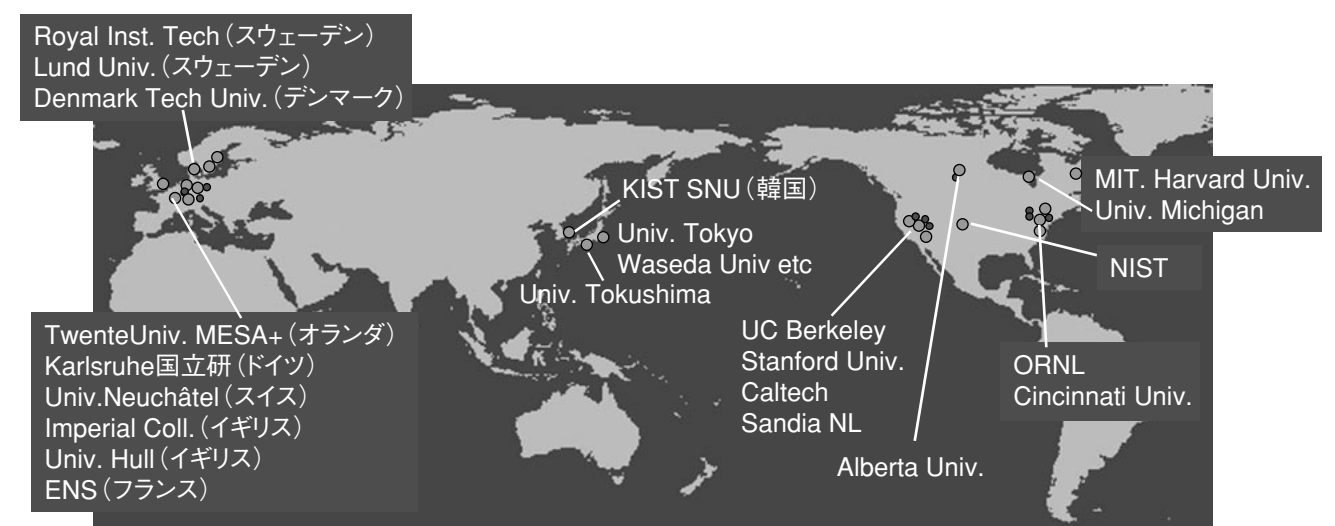 Royal Inst. Tech（スウェーデン）
Lund Univ.（スウェーデン）
Denmark Tech Univ.（デンマーク）
KIST SNU（韓国）
Univ. Tokyo
Waseda Univ etc
Univ. Tokushima
MIT. Harvard Univ.
Univ. Michigan
NIST
TwenteUniv. MESA+（オランダ）
Karlsruhe国立研（ドイツ）
Univ.Neuchâtel（スイス）
Imperial Coll.（イギリス）
Univ. Hull（イギリス）
ENS（フランス）
UC Berkeley
Stanford Univ.
Caltech
Sandia NL
Alberta Univ.
ORNL
Cincinnati Univ.